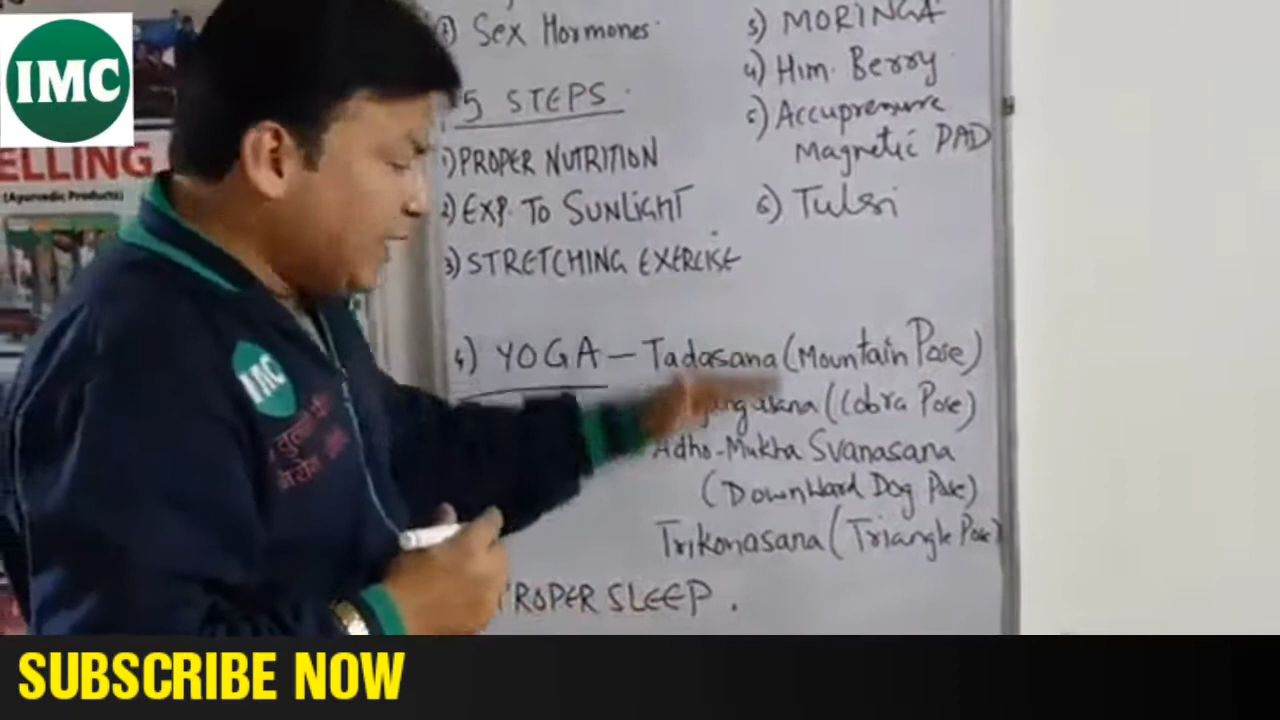 IMC
ELLING
(Ayurvedic Products)
Sex Hormones
5 STEPS
1) PROPER NUTRITION
2) EXP. TO SUNLIGHT
3) STRETCHING EXERCISE
4) YOGA – Tadasana (Mountain Pose)
(Cobra Pose)
Adho-Mukha Svanasana
(Downward Dog Pose)
Trikonasana (Triangle Pose)
PROPER SLEEP.
3) MORINGA
4) Him. Berry
5) Accupressure
Magnetic PAD
6) Tulsi
IMC
SUBSCRIBE NOW